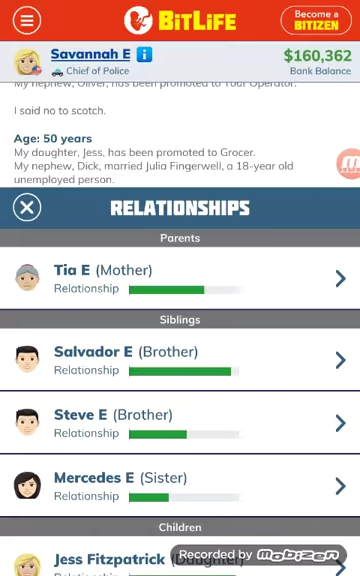 BitLife
Become a
BITIZEN
Savannah E i
$160,362
Chief of Police
Bank Balance
My nephew, Oliver, has been promoted to Tour Operator.
I said no to scotch.
Age: 50 years
My daughter, Jess, has been promoted to Grocer.
My nephew, Dick, married Julia Fingerwell, a 18-year old
unemployed person.
RELATIONSHIPS
Parents
Tia E (Mother)
Relationship
Siblings
Salvador E (Brother)
Relationship
Steve E (Brother)
Relationship
Mercedes E (Sister)
Relationship
Children
Jess Fitzpatrick (Daughter)
Relationship
Recorded by Mobizen